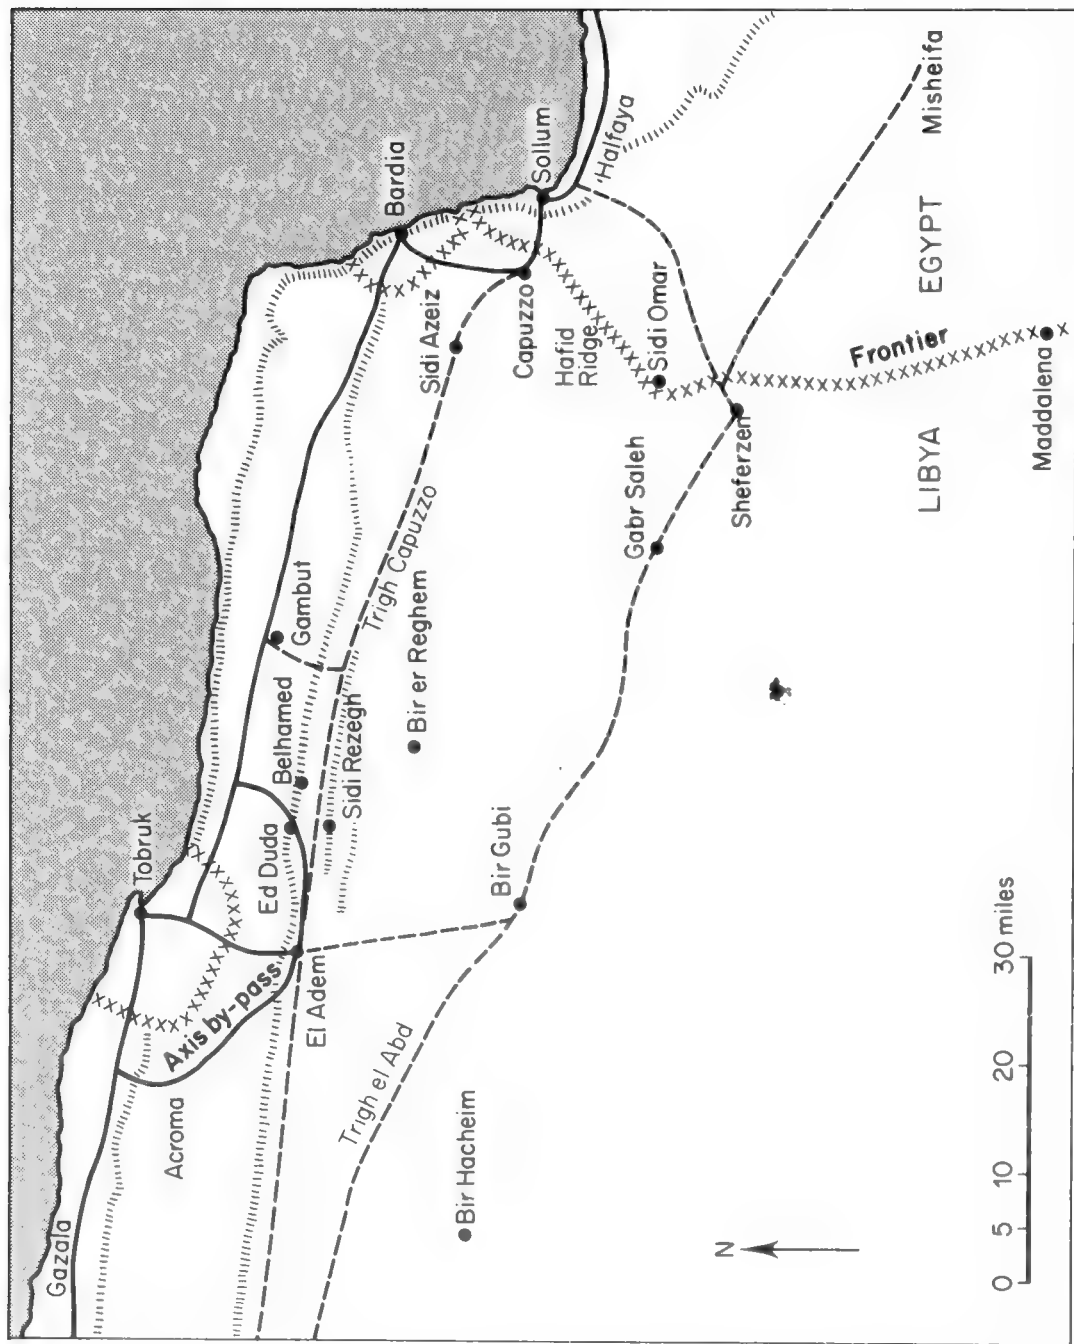 Gazala
Acroma
Axis by-pass
Tobruk
El Adem
Ed Duda
Belhamed
Sidi Rezegh
Gambut
Trigh Capuzzo
Bir er Reghem
Trigh el Abd
Bir Hacheim
Bir Gubi
Bardia
Sollum
Halfaya
Sidi Azeiz
Capuzzo
Hafid
Ridge
Sidi Omar
Gabr Saleh
Sheferzen
Frontier
Maddalena
LIBYA
EGYPT
Misheifa
N
0 5 10 20 30 miles